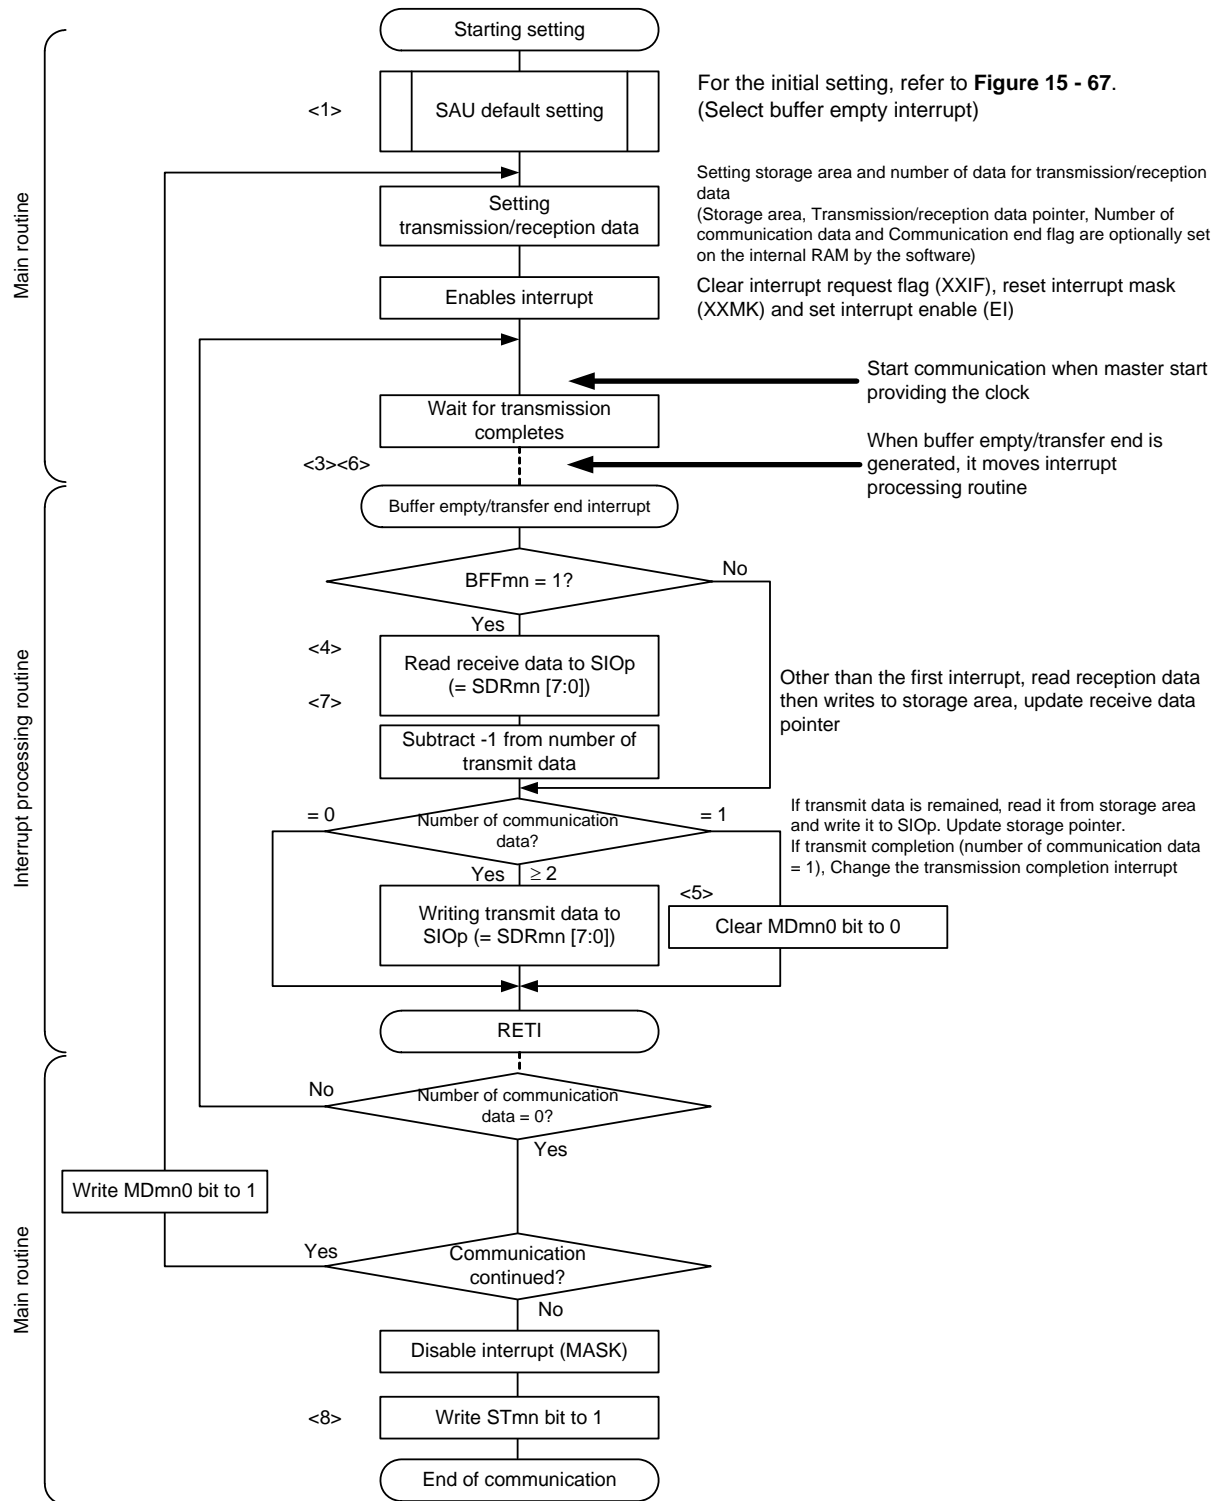 Starting setting
<1>
SAU default setting
For the initial setting, refer to Figure 15 - 67.
(Select buffer empty interrupt)
Main routine
Setting
transmission/reception data
Setting storage area and number of data for transmission/reception
data
(Storage area, Transmission/reception data pointer, Number of
communication data and Communication end flag are optionally set
on the internal RAM by the software)
Enables interrupt
Clear interrupt request flag (XXIF), reset interrupt mask
(XXMK) and set interrupt enable (EI)
Start communication when master start
providing the clock
Wait for transmission
completes
<3><6>
When buffer empty/transfer end is
generated, it moves interrupt
processing routine
Buffer empty/transfer end interrupt
BFFmn = 1?
No
Yes
<4>
Read receive data to SIOp
(= SDRmn [7:0])
<7>
Interrupt processing routine
Other than the first interrupt, read reception data
then writes to storage area, update receive data
pointer
Subtract -1 from number of
transmit data
= 0
Number of communication
data?
= 1
If transmit data is remained, read it from storage area
and write it to SIOp. Update storage pointer.
If transmit completion (number of communication data
= 1), Change the transmission completion interrupt
Yes ≥ 2
<5>
Writing transmit data to
SIOp (= SDRmn [7:0])
Clear MDmn0 bit to 0
RETI
No
Number of communication
data = 0?
Yes
Write MDmn0 bit to 1
Main routine
Yes
Communication
continued?
No
Disable interrupt (MASK)
<8>
Write STmn bit to 1
End of communication